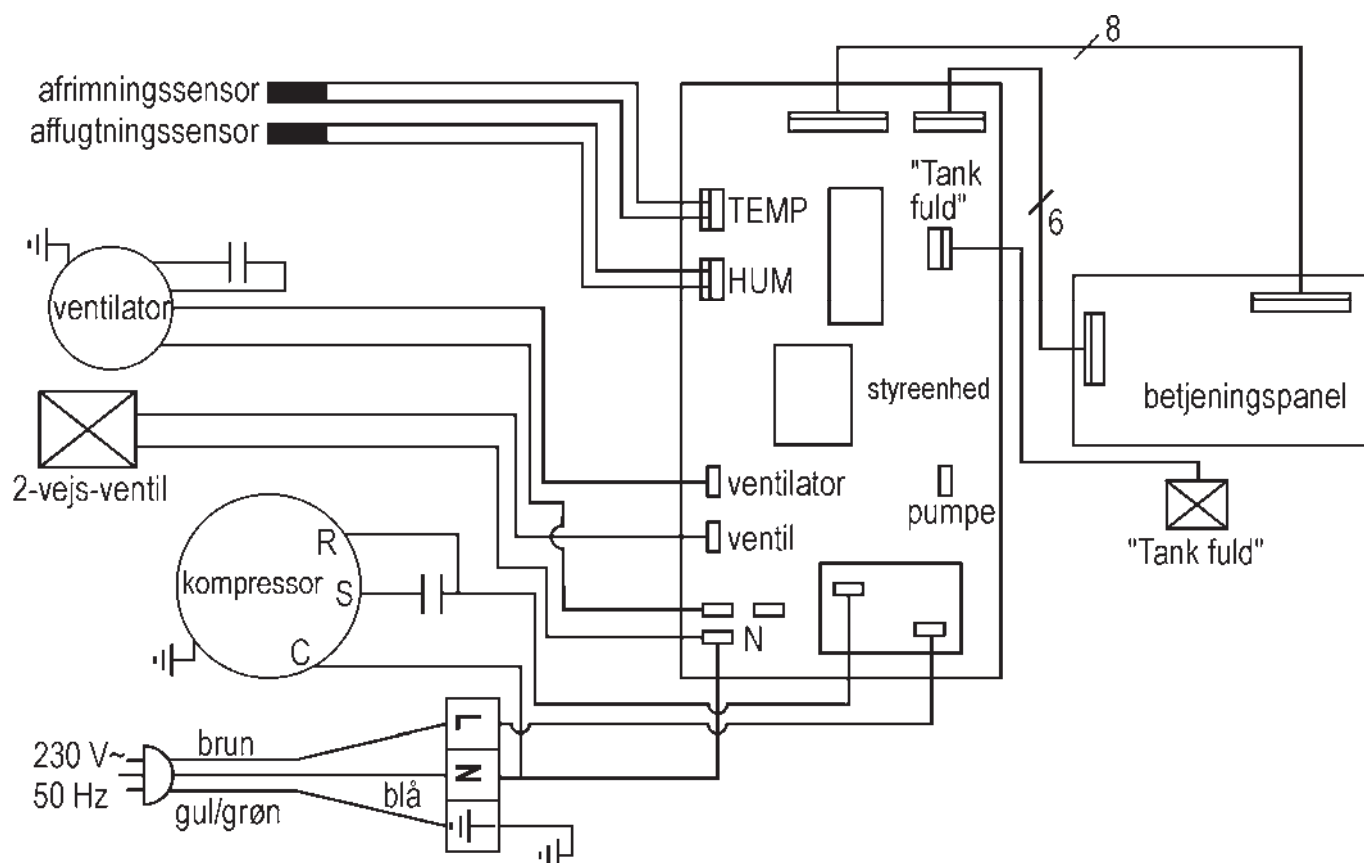 8
afrimningssensor
affugtningssensor
"Tank
fuld"
TEMP
6
HUM
ventilator
styreenhed
betjeningspanel
2-vejs-ventil
ventilator
pumpe
ventil
"Tank fuld"
R
kompressor
S
N
C
L
230 V~
brun
N
50 Hz
blå
gul/grøn